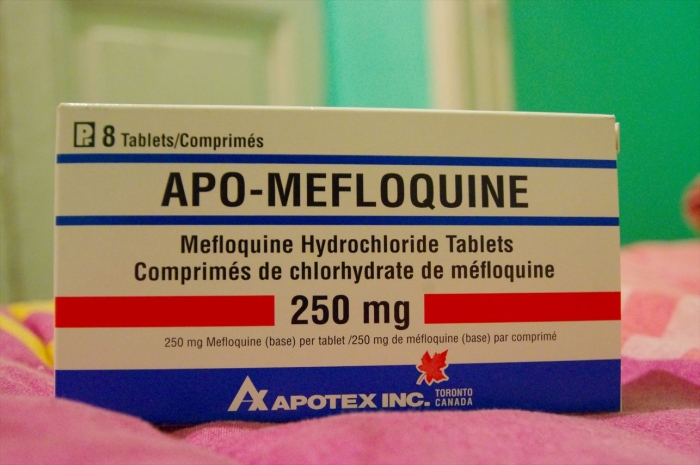 Pr 8 Tablets/Comprimés
APO-MEFLOQUINE
Mefloquine Hydrochloride Tablets
Comprimés de chlorhydrate de méfloquine
250 mg
250 mg Mefloquine (base) per tablet /250 mg de méfloquine (base) par comprimé
APOTEX INC. TORONTO
CANADA